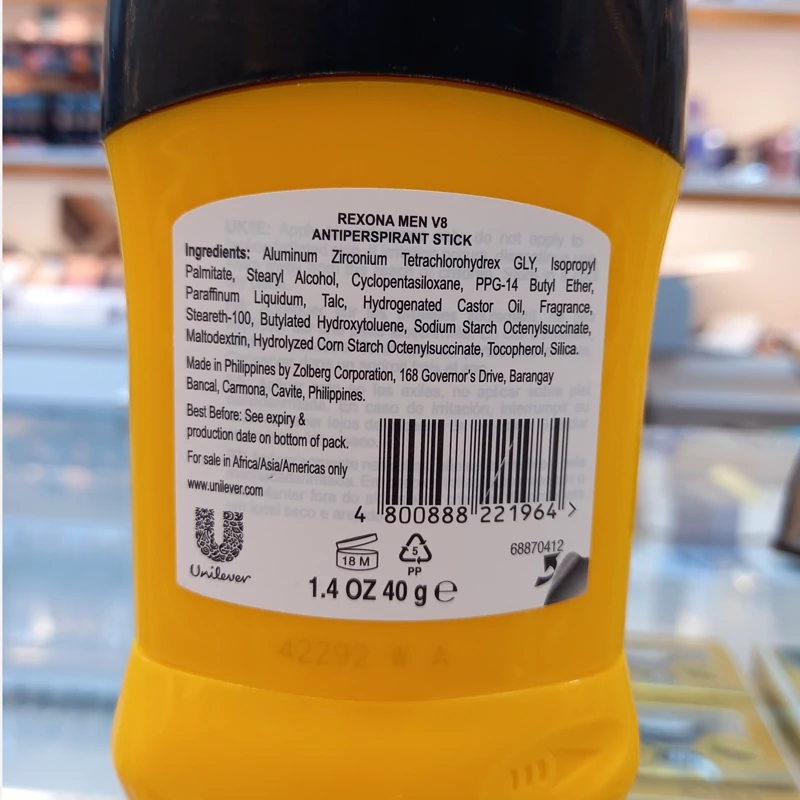 REXONA MEN V8
ANTIPERSPIRANT STICK
Ingredients: Aluminum Zirconium Tetrachlorohydrex GLY, Isopropyl
Palmitate, Stearyl Alcohol, Cyclopentasiloxane, PPG-14 Butyl Ether,
Paraffinum Liquidum, Talc, Hydrogenated Castor Oil, Fragrance,
Steareth-100, Butylated Hydroxytoluene, Sodium Starch Octenylsuccinate,
Maltodextrin, Hydrolyzed Corn Starch Octenylsuccinate, Tocopherol, Silica.
Made in Philippines by Zolberg Corporation, 168 Governor's Drive, Barangay
Bancal, Carmona, Cavite, Philippines.
Best Before: See expiry &
production date on bottom of pack.
For sale in Africa/Asia/Americas only
www.unilever.com
4 800888 221964 >
Unilever
18 M
5
PP
68870412
1.4 OZ 40 g e
42292 W A